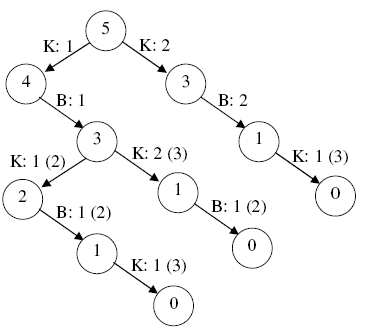 5
K: 1 K: 2
4 3
B: 1 B: 2
3 1
K: 1 (2) K: 2 (3) K: 1 (3)
2 1 0
B: 1 (2) B: 1 (2)
1 0
K: 1 (3)
0